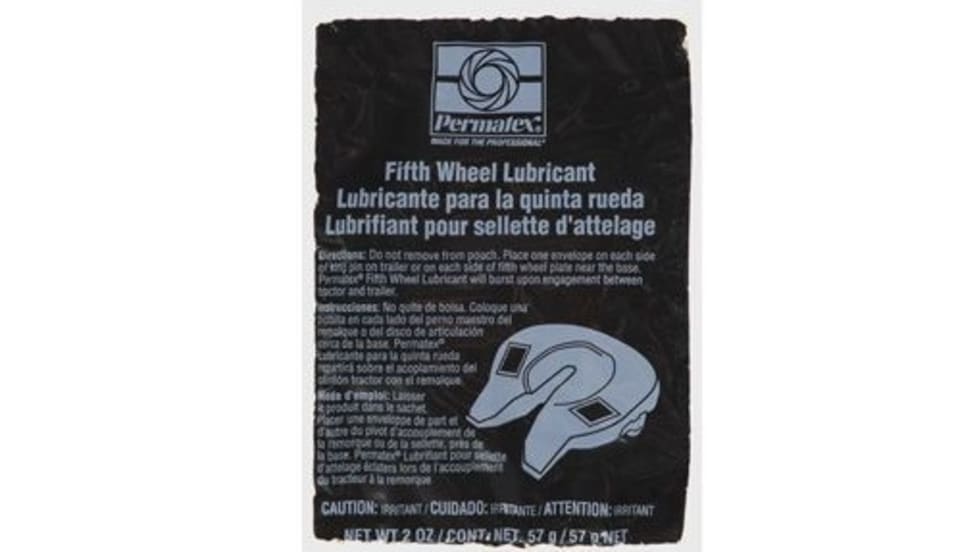 Permatex®
MADE FOR THE PROFESSIONAL®
Fifth Wheel Lubricant
Lubricante para la quinta rueda
Lubrifiant pour sellette d'attelage
Directions: Do not remove from pouch. Place one envelope on each side
of king pin on trailer or on each side of fifth wheel plate near the base.
Permatex® Fifth Wheel Lubricant will burst upon engagement between
tractor and trailer.
Instrucciones: No quite de bolsa. Coloque una
bolsita en cada lado del perno maestro del
remolque o del disco de articulación
cerca de la base. Permatex®
lubricante para la quinta rueda
repartirá sobre el acoplamiento del
camión tractor con el remolque.
Mode d'emploi: Laisser
le produit dans le sachet.
Placer une enveloppe de part et
d'autre du pivot d'accouplement de
la remorque ou de la sellette, près de
la base. Permatex® Lubrifiant pour sellette
d'attelage éclatera lors de l'accouplement
du tracteur à la remorque
CAUTION: IRRITANT / CUIDADO: IRRITANTE / ATTENTION: IRRITANT
NET WT 2 OZ / CONT. NET. 57 g / 57 g NET